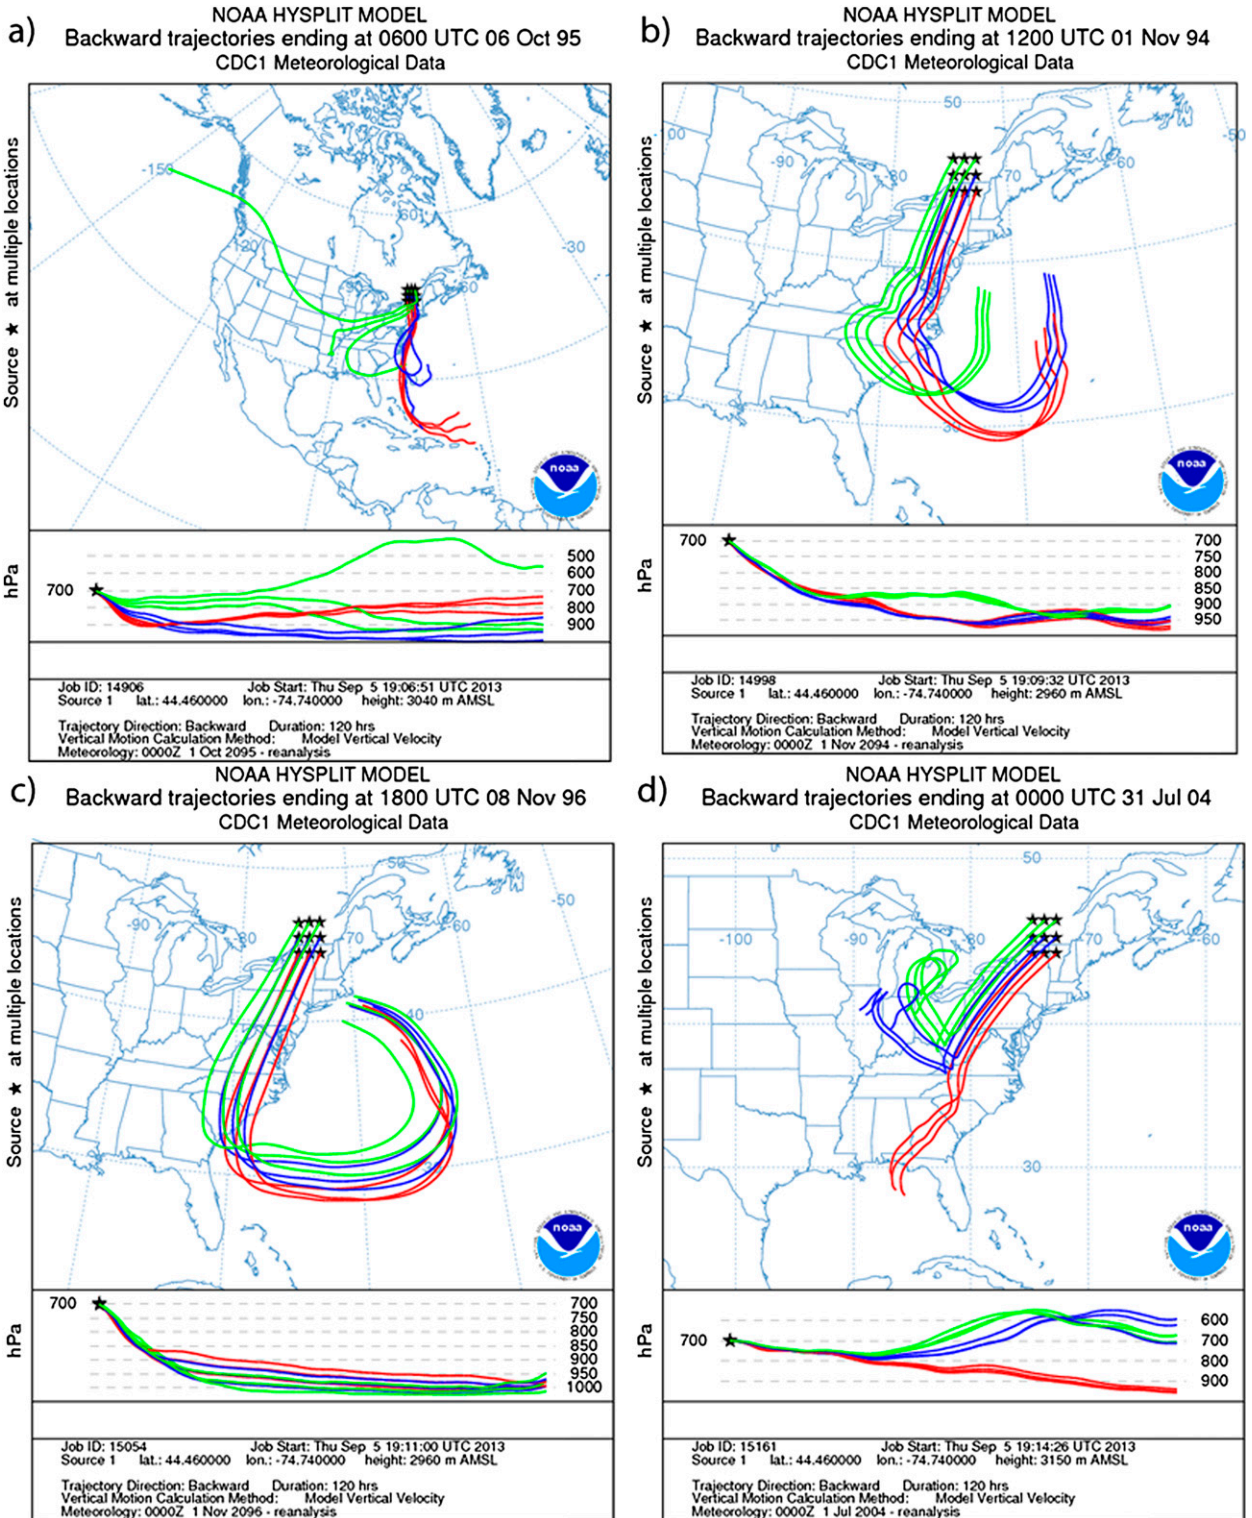 a)
NOAA HYSPLIT MODEL
Backward trajectories ending at 0600 UTC 06 Oct 95
CDC1 Meteorological Data
Source ★ at multiple locations
-150
-120
60
-30
-90
-60
noaa
hPa
700
500
600
700
800
900
Job ID: 14906 Job Start: Thu Sep 5 19:06:51 UTC 2013
Source 1 lat.: 44.460000 lon.: -74.740000 height: 3040 m AMSL
Trajectory Direction: Backward Duration: 120 hrs
Vertical Motion Calculation Method: Model Vertical Velocity
Meteorology: 0000Z 1 Oct 2095 - reanalysis
b)
NOAA HYSPLIT MODEL
Backward trajectories ending at 1200 UTC 01 Nov 94
CDC1 Meteorological Data
Source ★ at multiple locations
-100
50
-50
-90
-80
-70
-60
40
30
noaa
hPa
700
700
750
800
850
900
950
Job ID: 14998 Job Start: Thu Sep 5 19:09:32 UTC 2013
Source 1 lat.: 44.460000 lon.: -74.740000 height: 2960 m AMSL
Trajectory Direction: Backward Duration: 120 hrs
Vertical Motion Calculation Method: Model Vertical Velocity
Meteorology: 0000Z 1 Nov 2094 - reanalysis
c)
NOAA HYSPLIT MODEL
Backward trajectories ending at 1800 UTC 08 Nov 96
CDC1 Meteorological Data
Source ★ at multiple locations
50
-50
-90
-80
-70
-60
40
30
noaa
hPa
700
700
750
800
850
900
950
1000
Job ID: 15054 Job Start: Thu Sep 5 19:11:00 UTC 2013
Source 1 lat.: 44.460000 lon.: -74.740000 height: 2960 m AMSL
Trajectory Direction: Backward Duration: 120 hrs
Vertical Motion Calculation Method: Model Vertical Velocity
Meteorology: 0000Z 1 Nov 2096 - reanalysis
d)
NOAA HYSPLIT MODEL
Backward trajectories ending at 0000 UTC 31 Jul 04
CDC1 Meteorological Data
Source ★ at multiple locations
50
-100
-90
-80
-70
-60
30
noaa
hPa
700
600
700
800
900
Job ID: 15161 Job Start: Thu Sep 5 19:14:26 UTC 2013
Source 1 lat.: 44.460000 lon.: -74.740000 height: 3150 m AMSL
Trajectory Direction: Backward Duration: 120 hrs
Vertical Motion Calculation Method: Model Vertical Velocity
Meteorology: 0000Z 1 Jul 2004 - reanalysis